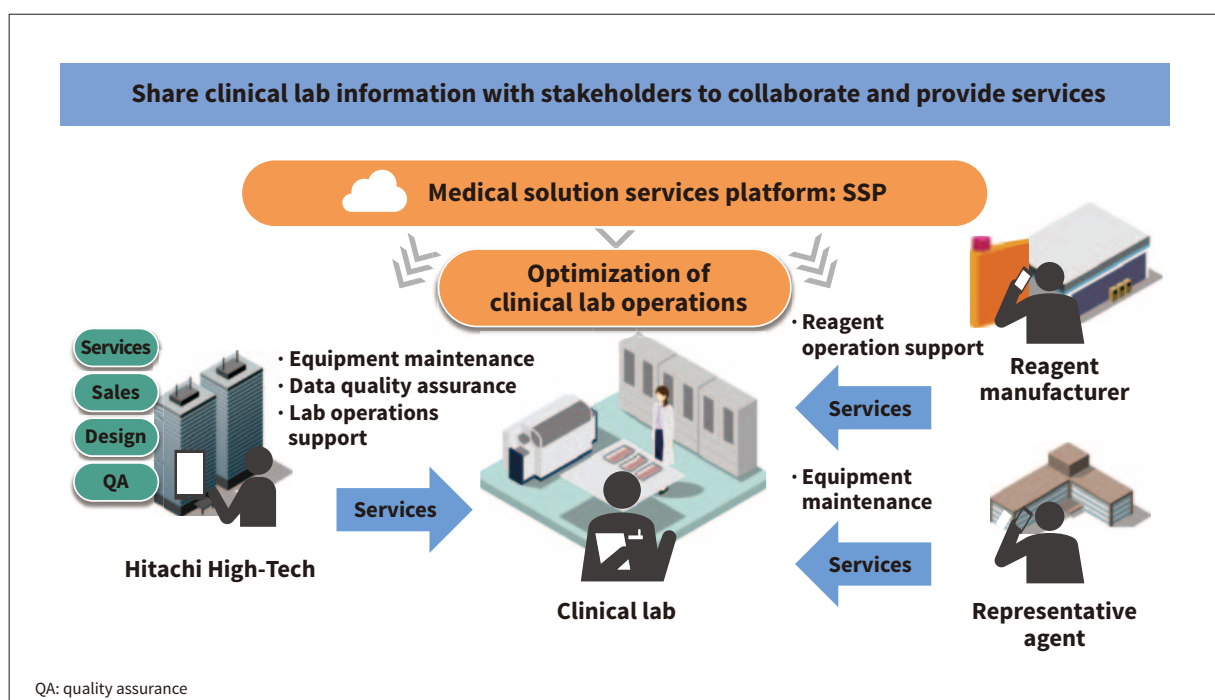 Share clinical lab information with stakeholders to collaborate and provide services
Medical solution services platform: SSP
Optimization of
clinical lab operations
Services
Sales
Design
QA
· Equipment maintenance
· Data quality assurance
· Lab operations
support
Services
Hitachi High-Tech
Clinical lab
· Reagent
operation support
Services
Reagent
manufacturer
· Equipment
maintenance
Services
Representative
agent
QA: quality assurance